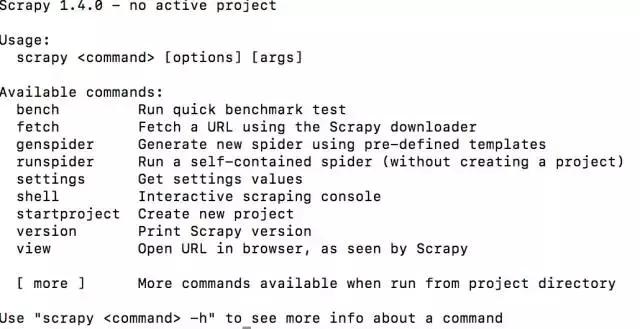 Scrapy 1.4.0 - no active project
Usage:
scrapy <command> [options] [args]
Available commands:
bench Run quick benchmark test
fetch Fetch a URL using the Scrapy downloader
genspider Generate new spider using pre-defined templates
runspider Run a self-contained spider (without creating a project)
settings Get settings values
shell Interactive scraping console
startproject Create new project
version Print Scrapy version
view Open URL in browser, as seen by Scrapy
[ more ] More commands available when run from project directory
Use "scrapy <command> -h" to see more info about a command